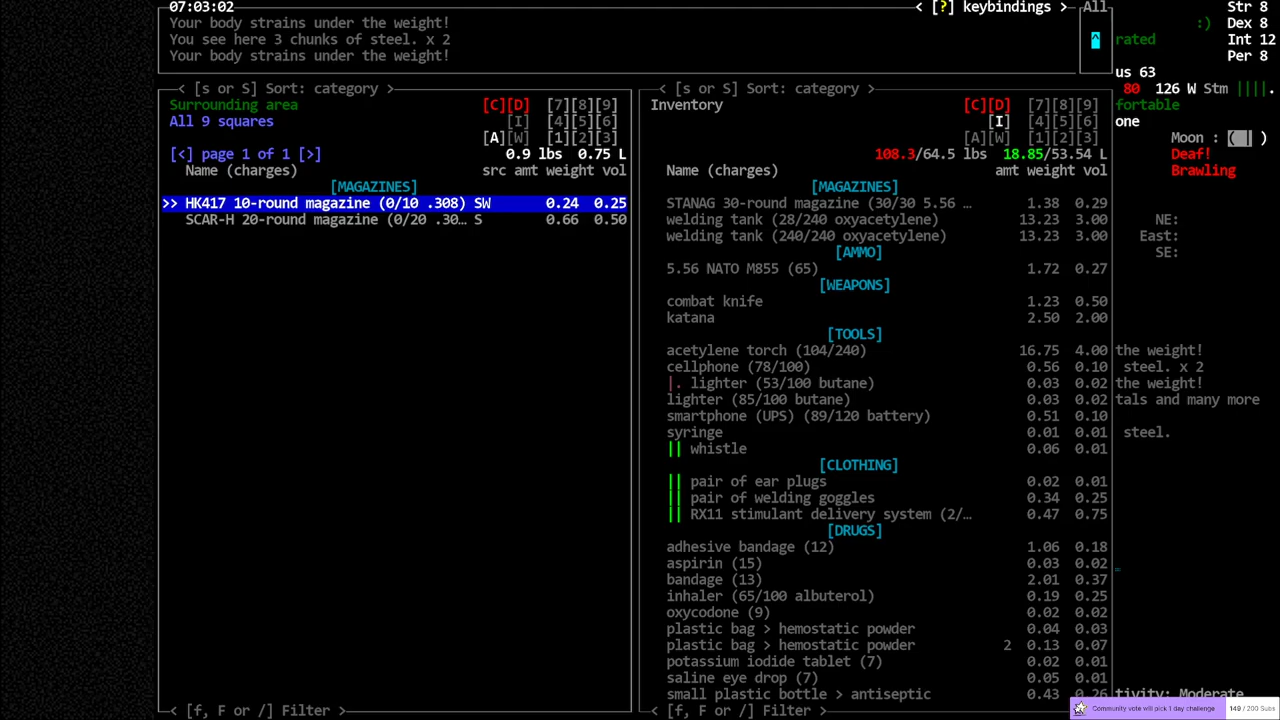 07:03:02
< [?] keybindings >
All
Str 8
Your body strains under the weight!
:)
Dex 8
You see here 3 chunks of steel. x 2
^
rated
Int 12
Your body strains under the weight!
Per 8
us 63
80 126 W Stm ||||.
fortable
one
Moon : (  )
Deaf!
Brawling
NE:
East:
SE:
< [s or S] Sort: category >
Surrounding area [C][D] [7][8][9]
All 9 squares [I] [4][5][6]
[A][W] [1][2][3]
[<] page 1 of 1 [>] 0.9 lbs 0.75 L
Name (charges) src amt weight vol
[MAGAZINES]
>> HK417 10-round magazine (0/10 .308) SW 0.24 0.25
SCAR-H 20-round magazine (0/20 .30… S 0.66 0.50
< [f, F or /] Filter >
< [s or S] Sort: category >
Inventory [C][D] [7][8][9]
[I] [4][5][6]
[A][W] [1][2][3]
108.3/64.5 lbs 18.85/53.54 L
Name (charges) amt weight vol
[MAGAZINES]
STANAG 30-round magazine (30/30 5.56 … 1.38 0.29
welding tank (28/240 oxyacetylene) 13.23 3.00
welding tank (240/240 oxyacetylene) 13.23 3.00
[AMMO]
5.56 NATO M855 (65) 1.72 0.27
[WEAPONS]
combat knife 1.23 0.50
katana 2.50 2.00
[TOOLS]
acetylene torch (104/240) 16.75 4.00
cellphone (78/100) 0.56 0.10
|. lighter (53/100 butane) 0.03 0.02
lighter (85/100 butane) 0.03 0.02
smartphone (UPS) (89/120 battery) 0.51 0.10
syringe 0.01 0.01
|| whistle 0.06 0.01
[CLOTHING]
|| pair of ear plugs 0.02 0.01
|| pair of welding goggles 0.34 0.25
|| RX11 stimulant delivery system (2/… 0.47 0.75
[DRUGS]
adhesive bandage (12) 1.06 0.18
aspirin (15) 0.03 0.02
bandage (13) 2.01 0.37
inhaler (65/100 albuterol) 0.19 0.25
oxycodone (9) 0.02 0.02
plastic bag > hemostatic powder 0.04 0.03
plastic bag > hemostatic powder 2 0.13 0.07
potassium iodide tablet (7) 0.02 0.01
saline eye drop (7) 0.05 0.01
small plastic bottle > antiseptic 0.43 0.26
< [f, F or /] Filter >
the weight!
steel. x 2
the weight!
tals and many more
steel.
tivity: Moderate
Community vote will pick 1 day challenge
149 / 200 Subs